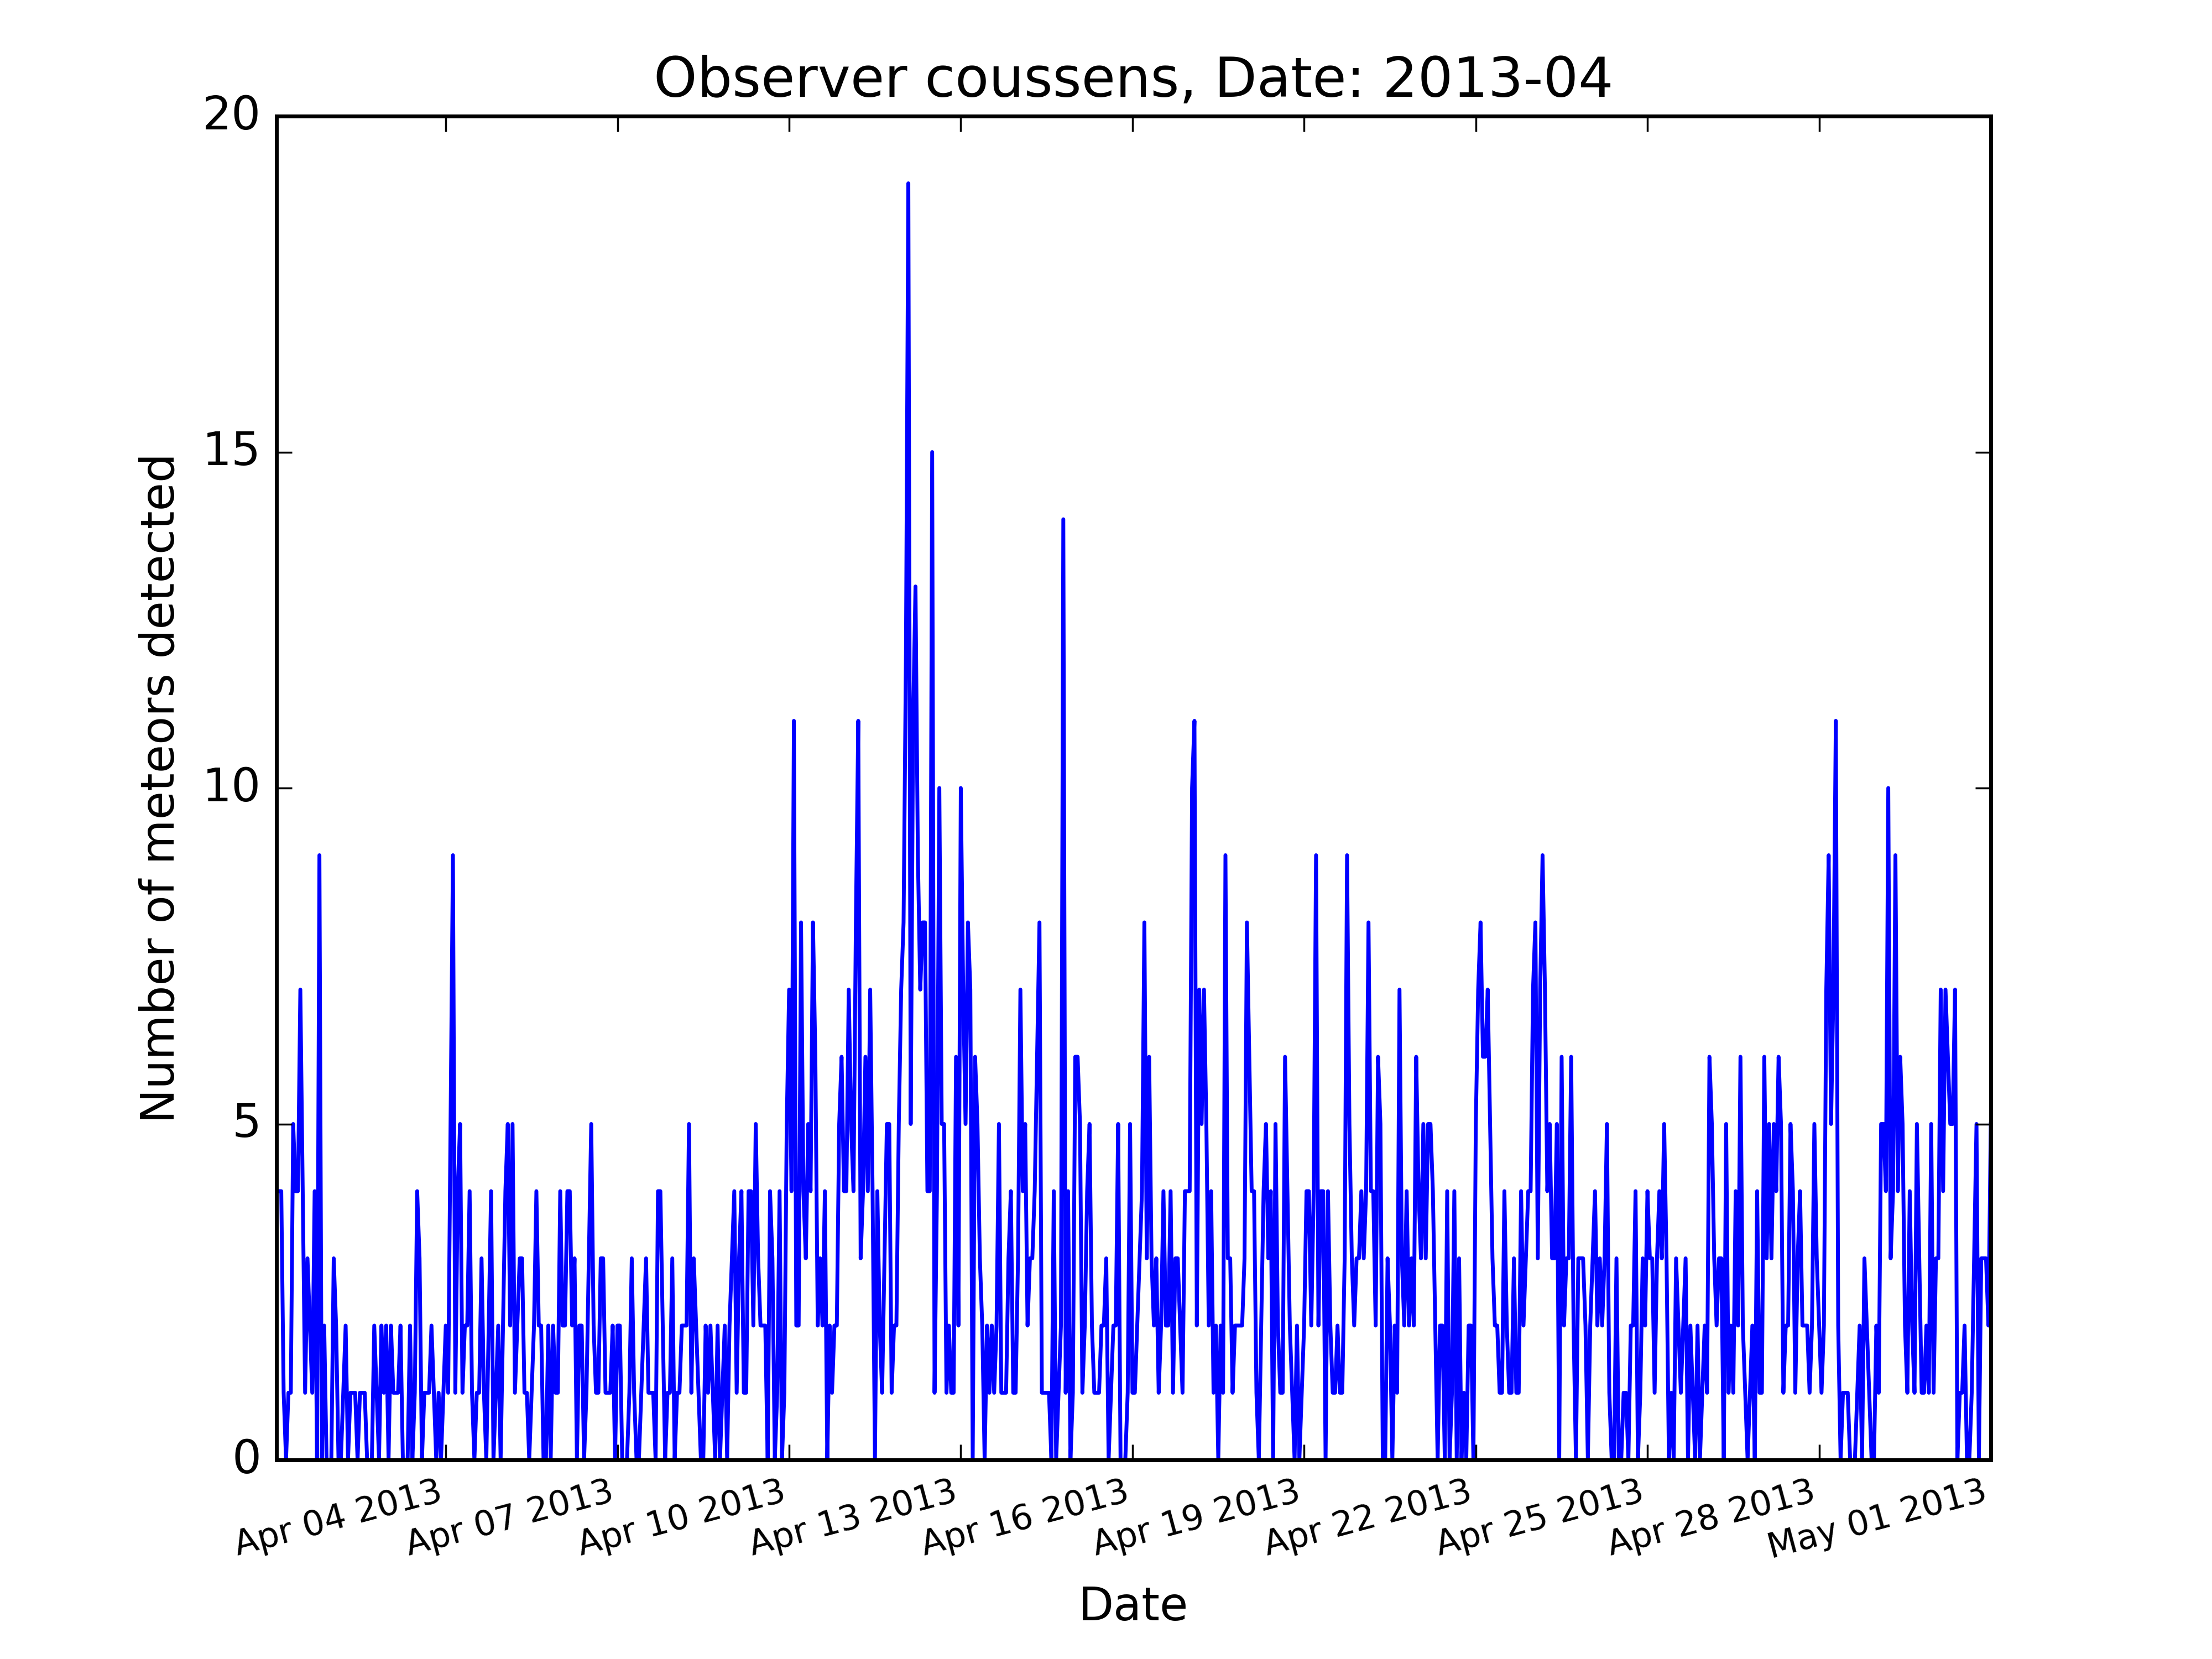 Observer coussens, Date: 2013-04
20
15
10
5
0
Number of meteors detected
Apr 04 2013
Apr 07 2013
Apr 10 2013
Apr 13 2013
Apr 16 2013
Apr 19 2013
Apr 22 2013
Apr 25 2013
Apr 28 2013
May 01 2013
Date